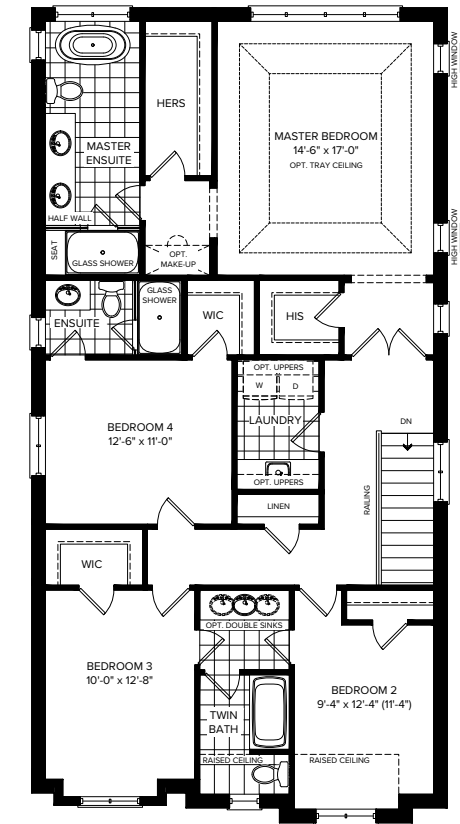 HIGH WINDOW
HERS
MASTER BEDROOM
14'-6" x 17'-0"
OPT. TRAY CEILING
MASTER
ENSUITE
HALF WALL
HIGH WINDOW
SEAT
GLASS SHOWER
OPT.
MAKE-UP
GLASS
SHOWER
ENSUITE
WIC
HIS
OPT. UPPERS
W
D
LAUNDRY
BEDROOM 4
12'-6" x 11'-0"
DN
OPT. UPPERS
RAILING
LINEN
WIC
OPT. DOUBLE SINKS
BEDROOM 3
10'-0" x 12'-8"
BEDROOM 2
9'-4" x 12'-4" (11'-4")
TWIN
BATH
RAISED CEILING
RAISED CEILING